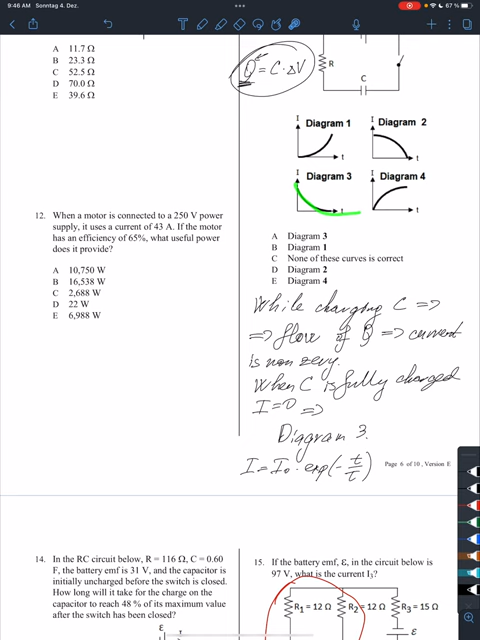 9:46 AM Sonntag 4. Dez.
67 %
A 11.7 Ω
B 23.3 Ω
C 52.5 Ω
D 70.0 Ω
E 39.6 Ω
Q = C · ΔV
R
C
I Diagram 1
t
I Diagram 2
t
I Diagram 3
t
I Diagram 4
t
12. When a motor is connected to a 250 V power
supply, it uses a current of 43 A. If the motor
has an efficiency of 65%, what useful power
does it provide?
A 10,750 W
B 16,538 W
C 2,688 W
D 22 W
E 6,988 W
A Diagram 3
B Diagram 1
C None of these curves is correct
D Diagram 2
E Diagram 4
While charging C =>
=> flow of Q => current
is non zero.
When C is fully charged
I = 0 =>
Diagram 3.
I = I₀ · exp(- t/τ)
Page 6 of 10 , Version E
14. In the RC circuit below, R = 116 Ω, C = 0.60
F, the battery emf is 31 V, and the capacitor is
initially uncharged before the switch is closed.
How long will it take for the charge on the
capacitor to reach 48 % of its maximum value
after the switch has been closed?
ε
15. If the battery emf, ℰ, in the circuit below is
97 V, what is the current I₃?
R₁ = 12 Ω
R₂ = 12 Ω
R₃ = 15 Ω
ε